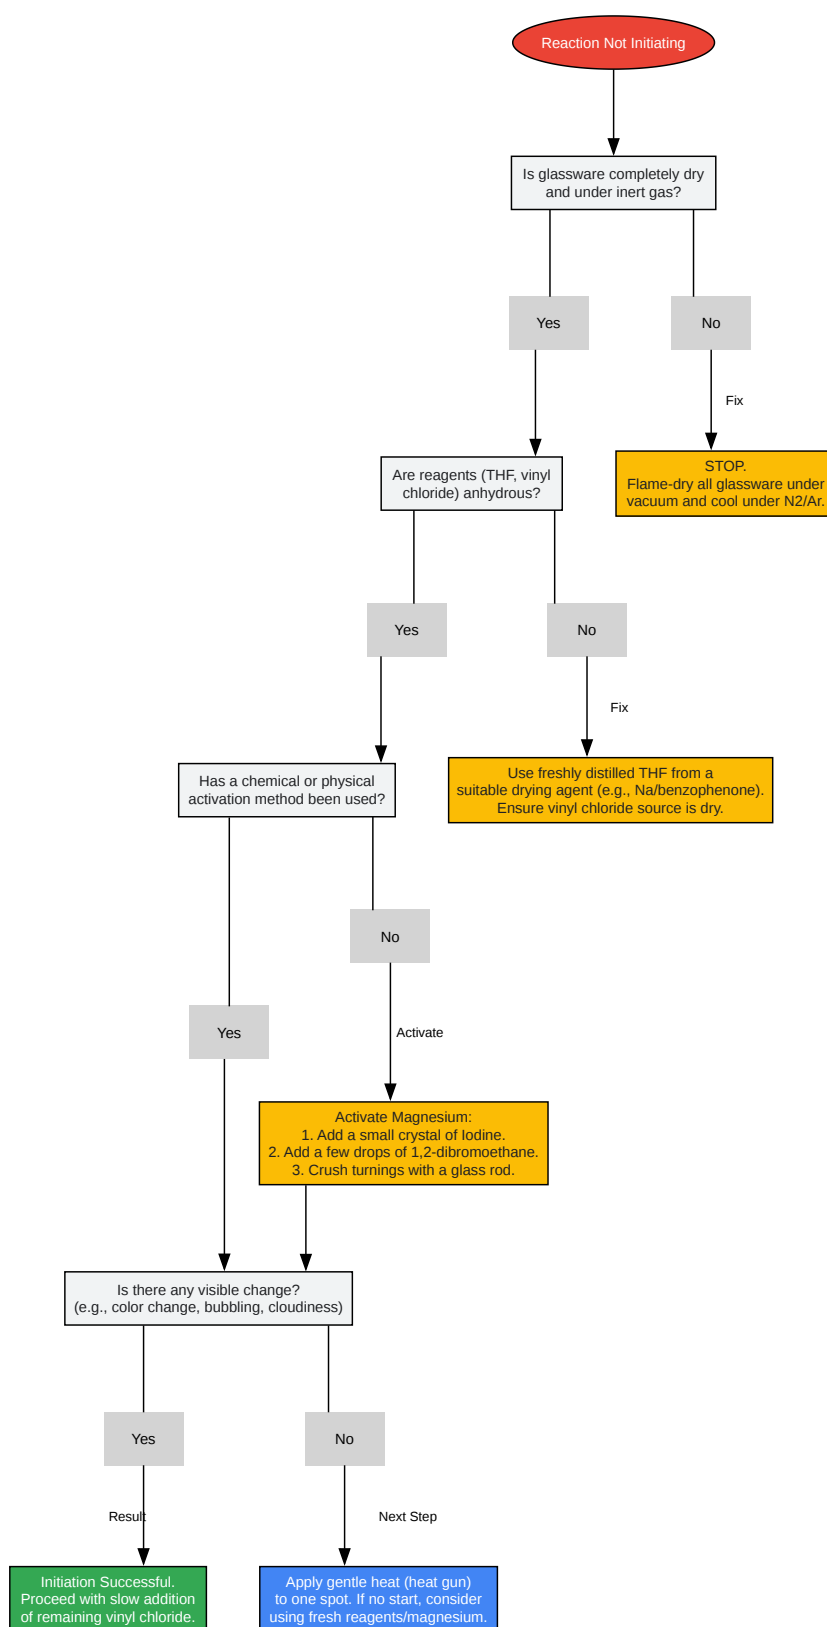 Reaction Not Initiating
Is glassware completely dry
and under inert gas?
Yes
No
Fix
STOP.
Flame-dry all glassware under
vacuum and cool under N2/Ar.
Are reagents (THF, vinyl
chloride) anhydrous?
Yes
No
Fix
Use freshly distilled THF from a
suitable drying agent (e.g., Na/benzophenone).
Ensure vinyl chloride source is dry.
Has a chemical or physical
activation method been used?
No
Yes
Activate
Activate Magnesium:
1. Add a small crystal of Iodine.
2. Add a few drops of 1,2-dibromoethane.
3. Crush turnings with a glass rod.
Is there any visible change?
(e.g., color change, bubbling, cloudiness)
Yes
No
Result
Next Step
Initiation Successful.
Proceed with slow addition
of remaining vinyl chloride.
Apply gentle heat (heat gun)
to one spot. If no start, consider
using fresh reagents/magnesium.